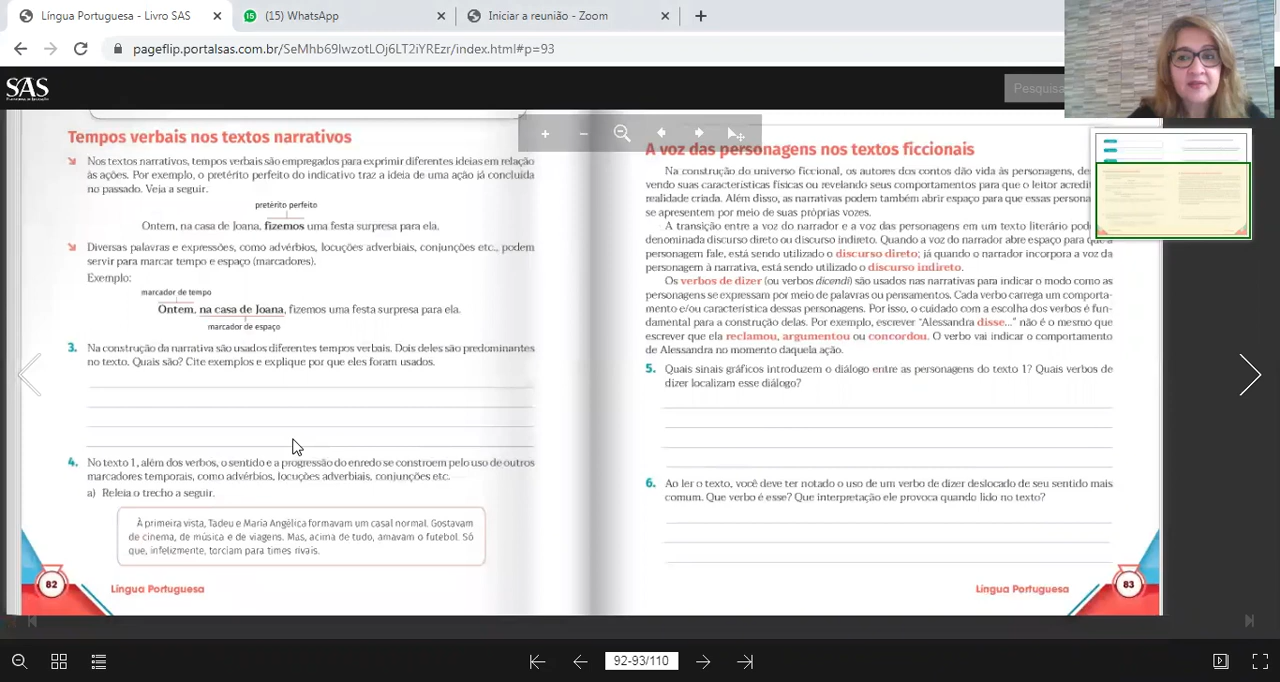 Língua Portuguesa - Livro SAS
(15) WhatsApp
Iniciar a reunião - Zoom
pageflip.portalsas.com.br/SeMhb69IwzotLOj6LT2iYREzr/index.html#p=93
SAS
Pesquisa
Tempos verbais nos textos narrativos
Nos textos narrativos, tempos verbais são empregados para exprimir diferentes ideias em relação
às ações. Por exemplo, o pretérito perfeito do indicativo traz a ideia de uma ação já concluída
no passado. Veja a seguir.
pretérito perfeito
Ontem, na casa de Joana, fizemos uma festa surpresa para ela.
Diversas palavras e expressões, como advérbios, locuções adverbiais, conjunções etc., podem
servir para marcar tempo e espaço (marcadores).
Exemplo:
marcador de tempo
Ontem, na casa de Joana, fizemos uma festa surpresa para ela.
marcador de espaço
3. Na construção da narrativa são usados diferentes tempos verbais. Dois deles são predominantes
no texto. Quais são? Cite exemplos e explique por que eles foram usados.
4. No texto 1, além dos verbos, o sentido e a progressão do enredo se constroem pelo uso de outros
marcadores temporais, como advérbios, locuções adverbiais, conjunções etc.
a) Releia o trecho a seguir.
À primeira vista, Tadeu e Maria Angélica formavam um casal normal. Gostavam
de cinema, de música e de viagens. Mas, acima de tudo, amavam o futebol. Só
que, infelizmente, torciam para times rivais.
82
Língua Portuguesa
A voz das personagens nos textos ficcionais
Na construção do universo ficcional, os autores dos contos dão vida às personagens, de
vendo suas características físicas ou revelando seus comportamentos para que o leitor acredit
realidade criada. Além disso, as narrativas podem também abrir espaço para que essas persona
se apresentem por meio de suas próprias vozes.
A transição entre a voz do narrador e a voz das personagens em um texto literário pod
denominada discurso direto ou discurso indireto. Quando a voz do narrador abre espaço para que a
personagem fale, está sendo utilizado o discurso direto; já quando o narrador incorpora a voz da
personagem à narrativa, está sendo utilizado o discurso indireto.
Os verbos de dizer (ou verbos dicendi) são usados nas narrativas para indicar o modo como as
personagens se expressam por meio de palavras ou pensamentos. Cada verbo carrega um comporta-
mento e/ou característica dessas personagens. Por isso, o cuidado com a escolha dos verbos é fun-
damental para a construção delas. Por exemplo, escrever "Alessandra disse..." não é o mesmo que
escrever que ela reclamou, argumentou ou concordou. O verbo vai indicar o comportamento
de Alessandra no momento daquela ação.
5. Quais sinais gráficos introduzem o diálogo entre as personagens do texto 1? Quais verbos de
dizer localizam esse diálogo?
6. Ao ler o texto, você deve ter notado o uso de um verbo de dizer deslocado de seu sentido mais
comum. Que verbo é esse? Que interpretação ele provoca quando lido no texto?
Língua Portuguesa
83
92-93/110